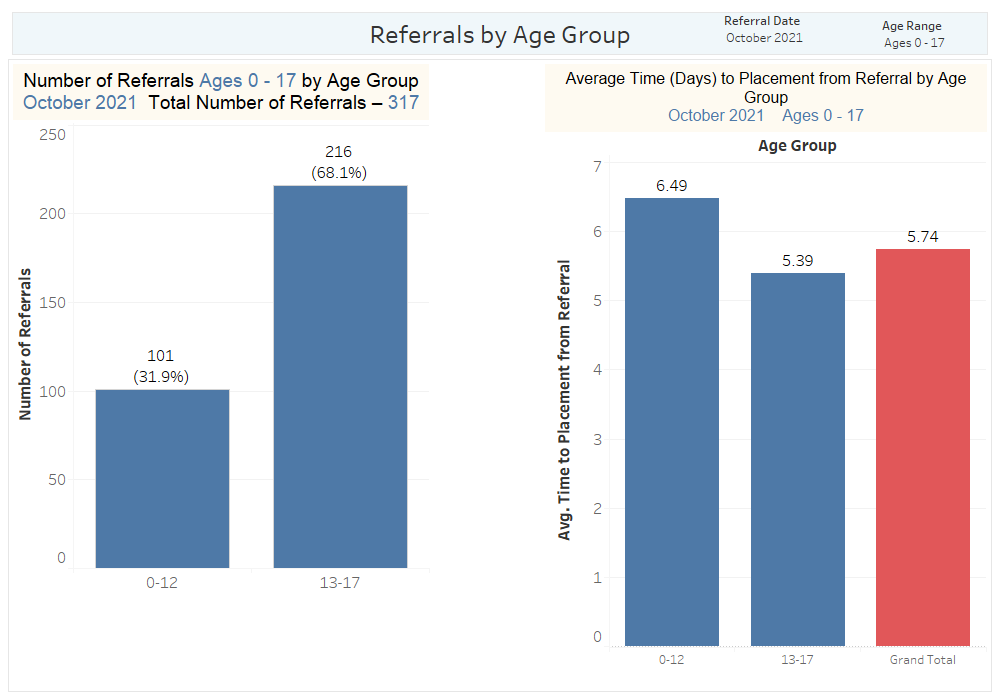 Referrals by Age Group
Referral Date
October 2021
Age Range
Ages 0 - 17
Number of Referrals Ages 0 - 17 by Age Group
October 2021 Total Number of Referrals – 317
250
200
150
100
50
0
Number of Referrals
101
(31.9%)
216
(68.1%)
0-12
13-17
Average Time (Days) to Placement from Referral by Age
Group
October 2021 Ages 0 - 17
Age Group
7
6
5
4
3
2
1
0
Avg. Time to Placement from Referral
6.49
5.39
5.74
0-12
13-17
Grand Total